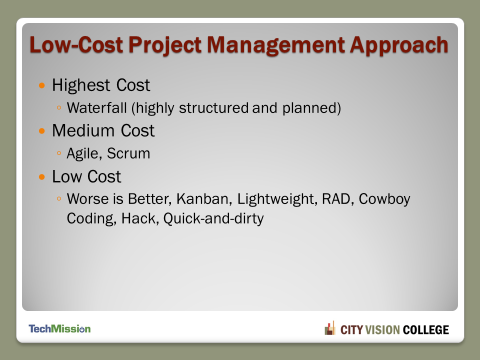 Low-Cost Project Management Approach
• Highest Cost
◦ Waterfall (highly structured and planned)
• Medium Cost
◦ Agile, Scrum
• Low Cost
◦ Worse is Better, Kanban, Lightweight, RAD, Cowboy
Coding, Hack, Quick-and-dirty
TechMission
CITY VISION COLLEGE